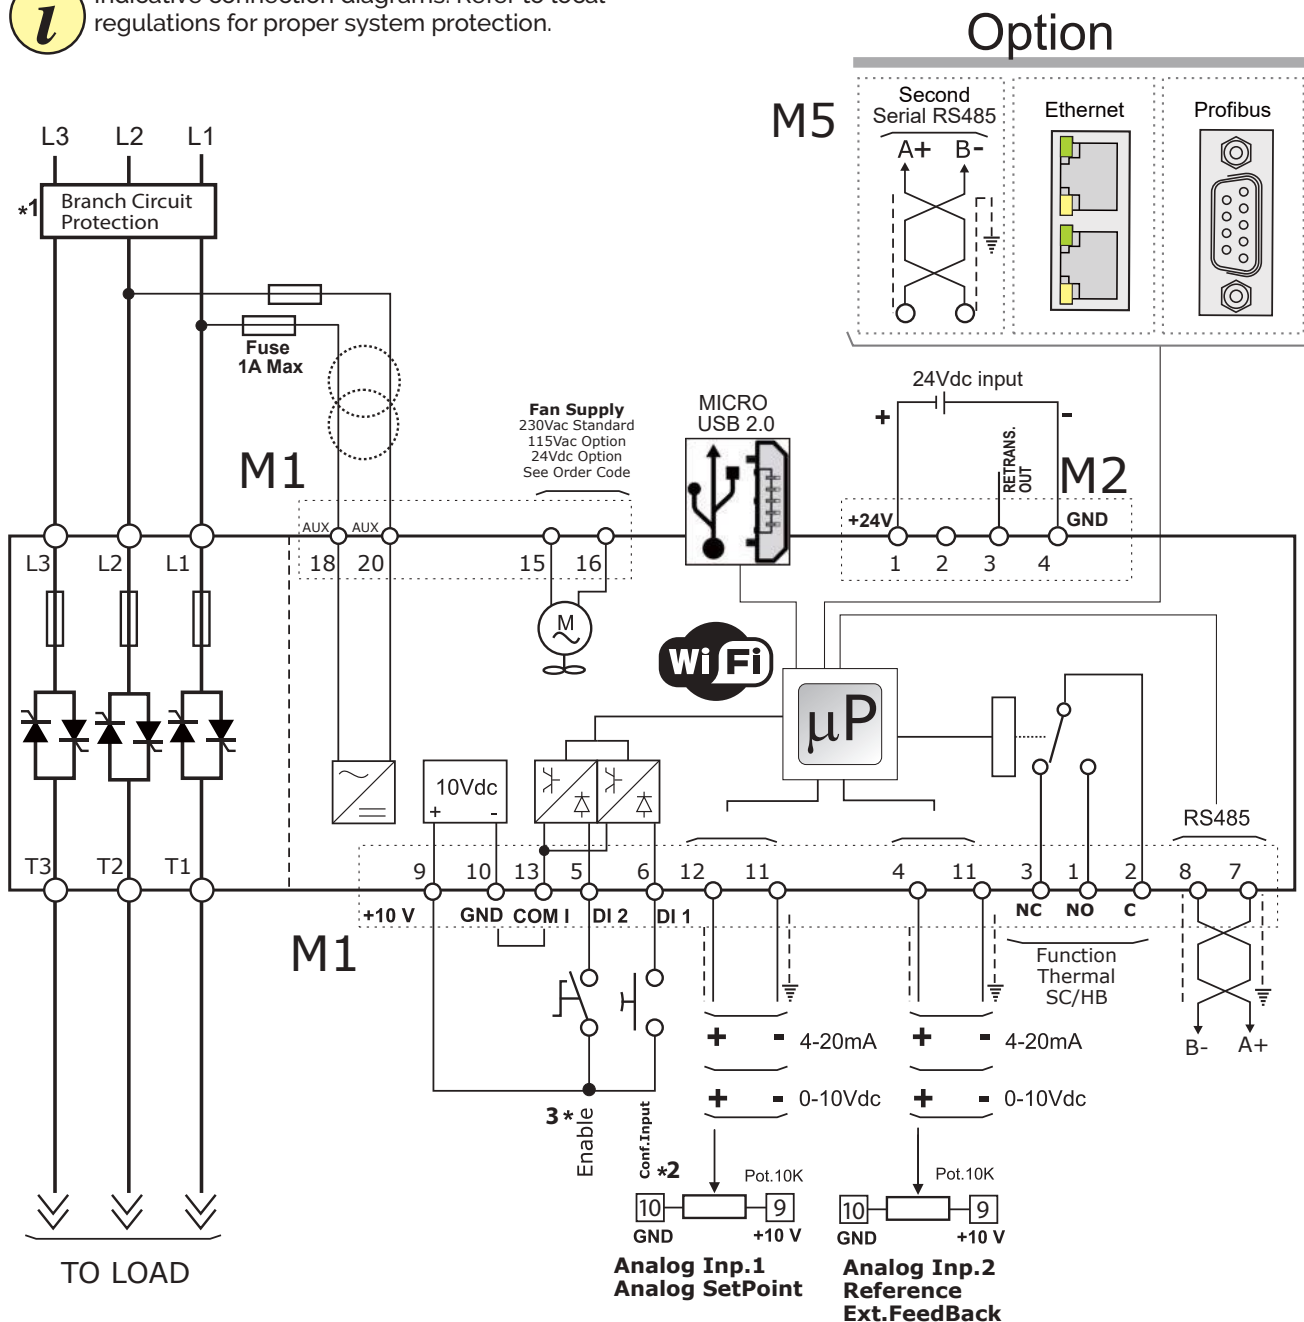 Indicative connection diagrams. Refer to local
regulations for proper system protection.
i
Option
M5
Second
Serial RS485
A+ B-
Ethernet
Profibus
L3 L2 L1
*1
Branch Circuit
Protection
Fuse
1A Max
Fan Supply
230Vac Standard
115Vac Option
24Vdc Option
See Order Code
MICRO
USB 2.0
24Vdc input
+ -
RETRANS.
OUT
M1
M2
AUX AUX
+24V GND
L3 L2 L1
18 20 15 16
1 2 3 4
M
Wi Fi
µP
10Vdc
+ -
RS485
T3 T2 T1
9 10 13 5 6 12 11 4 11 3 1 2 8 7
+10 V GND COM I DI 2 DI 1
NC NO C
M1
Function
Thermal
SC/HB
+ - 4-20mA
+ - 4-20mA
B- A+
+ - 0-10Vdc
+ - 0-10Vdc
3*
Enable
Conf.Input
*2
Pot.10K
Pot.10K
10 9
10 9
GND +10 V
GND +10 V
Analog Inp.1
Analog SetPoint
Analog Inp.2
Reference
Ext.FeedBack
TO LOAD